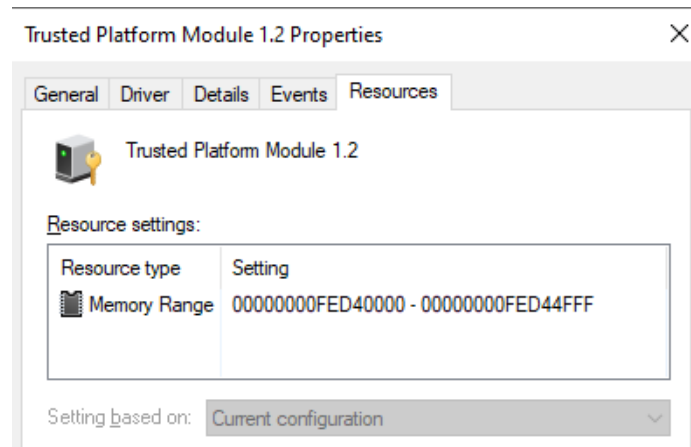 Trusted Platform Module 1.2 Properties
General Driver Details Events Resources
Trusted Platform Module 1.2
Resource settings:
Resource type Setting
Memory Range 00000000FED40000 - 00000000FED44FFF
Setting based on: Current configuration